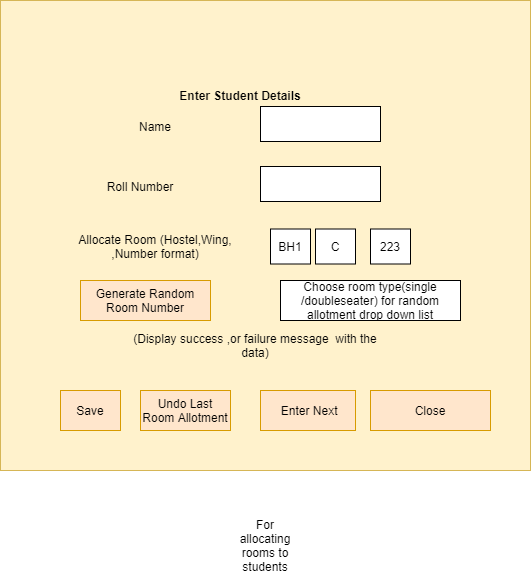 Enter Student Details
Name
Roll Number
Allocate Room (Hostel,Wing,
,Number format)
BH1
C
223
Generate Random
Room Number
Choose room type(single
/doubleseater) for random
allotment drop down list
(Display success ,or failure message  with the
data)
Save
Undo Last
Room Allotment
Enter Next
Close
For
allocating
rooms to
students